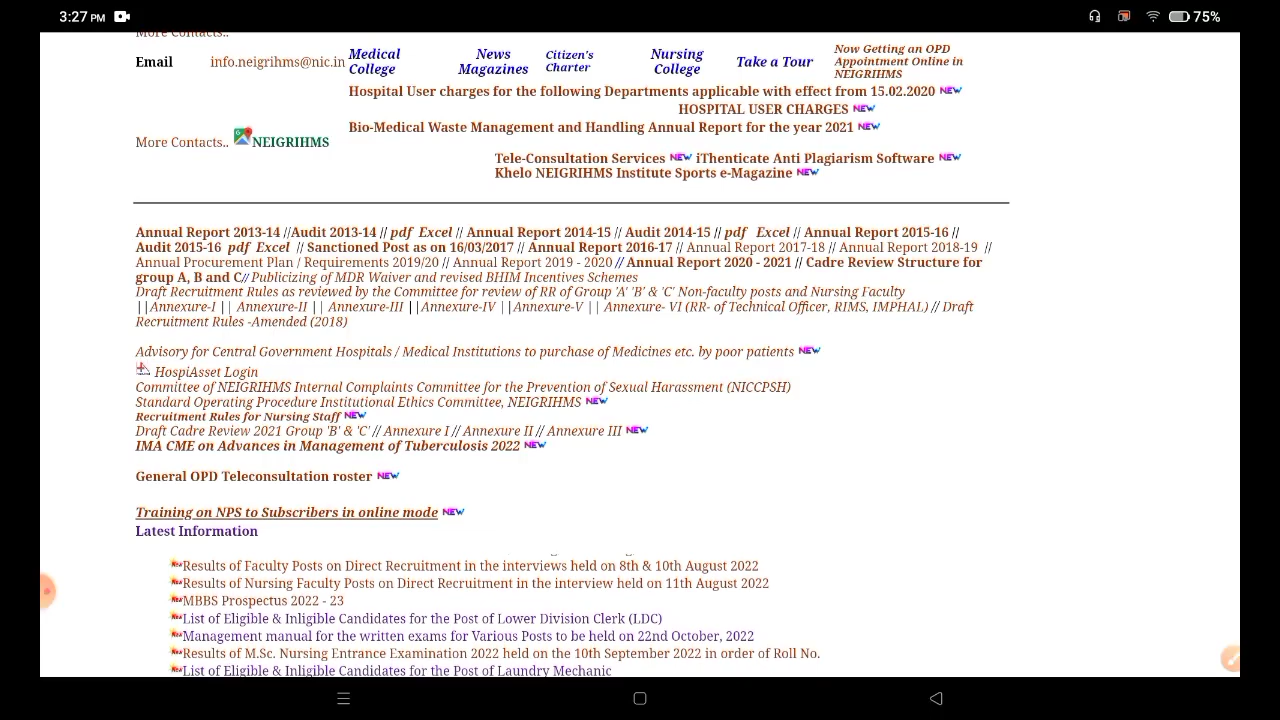 3:27 PM
75%
More Contacts..
Email info.neigrihms@nic.in Medical College News Magazines Citizen's Charter Nursing College Take a Tour Now Getting an OPD Appointment Online in NEIGRIHMS
Hospital User charges for the following Departments applicable with effect from 15.02.2020 NEW
HOSPITAL USER CHARGES NEW
Bio-Medical Waste Management and Handling Annual Report for the year 2021 NEW
More Contacts.. NEIGRIHMS
Tele-Consultation Services NEW iThenticate Anti Plagiarism Software NEW
Khelo NEIGRIHMS Institute Sports e-Magazine NEW
Annual Report 2013-14 //Audit 2013-14 // pdf Excel // Annual Report 2014-15 // Audit 2014-15 // pdf Excel // Annual Report 2015-16 //
Audit 2015-16 pdf Excel // Sanctioned Post as on 16/03/2017 // Annual Report 2016-17 // Annual Report 2017-18 // Annual Report 2018-19 //
Annual Procurement Plan / Requirements 2019/20 // Annual Report 2019 - 2020 // Annual Report 2020 - 2021 // Cadre Review Structure for
group A, B and C// Publicizing of MDR Waiver and revised BHIM Incentives Schemes
Draft Recruitment Rules as reviewed by the Committee for review of RR of Group 'A' 'B' & 'C' Non-faculty posts and Nursing Faculty
||Annexure-I || Annexure-II || Annexure-III ||Annexure-IV ||Annexure-V || Annexure- VI (RR- of Technical Officer, RIMS, IMPHAL) // Draft
Recruitment Rules -Amended (2018)
Advisory for Central Government Hospitals / Medical Institutions to purchase of Medicines etc. by poor patients NEW
HospiAsset Login
Committee of NEIGRIHMS Internal Complaints Committee for the Prevention of Sexual Harassment (NICCPSH)
Standard Operating Procedure Institutional Ethics Committee, NEIGRIHMS NEW
Recruitment Rules for Nursing Staff NEW
Draft Cadre Review 2021 Group 'B' & 'C' // Annexure I // Annexure II // Annexure III NEW
IMA CME on Advances in Management of Tuberculosis 2022 NEW
General OPD Teleconsultation roster NEW
Training on NPS to Subscribers in online mode NEW
Latest Information
New Results of Faculty Posts on Direct Recruitment in the interviews held on 8th & 10th August 2022
New Results of Nursing Faculty Posts on Direct Recruitment in the interview held on 11th August 2022
New MBBS Prospectus 2022 - 23
New List of Eligible & Inligible Candidates for the Post of Lower Division Clerk (LDC)
New Management manual for the written exams for Various Posts to be held on 22nd October, 2022
New Results of M.Sc. Nursing Entrance Examination 2022 held on the 10th September 2022 in order of Roll No.
New List of Eligible & Inligible Candidates for the Post of Laundry Mechanic